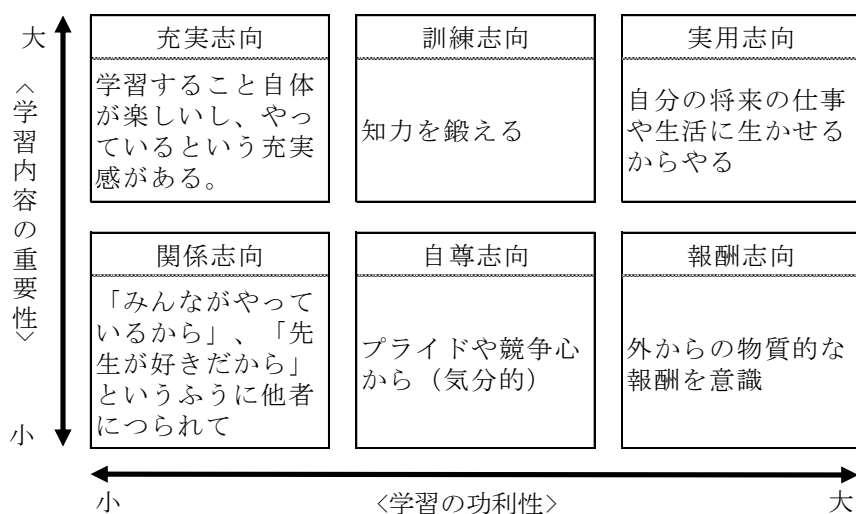 大
〈学習内容の重要性〉
小
充実志向
学習すること自体
が楽しいし、やっ
ているという充実
感がある。
訓練志向
知力を鍛える
実用志向
自分の将来の仕事
や生活に生かせる
からやる
関係志向
「みんながやって
いるから」、「先
生が好きだから」
というふうに他者
につられて
自尊志向
プライドや競争心
から（気分的）
報酬志向
外からの物質的な
報酬を意識
小
〈学習の功利性〉
大